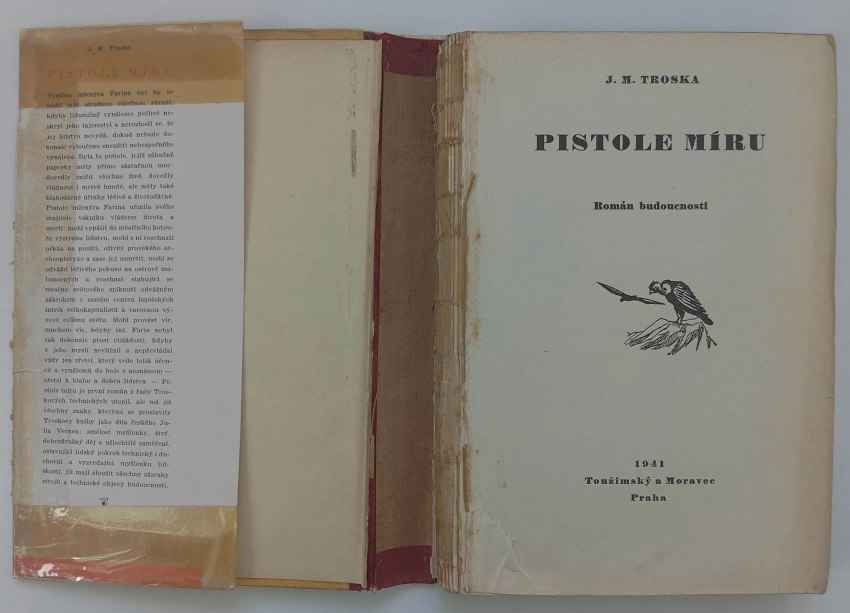 J. M. Troska
PISTOLE MÍRU
Vynález inženýra Farina byl by se
mohl stát strašnou válečnou zbraní,
kdyby lidumilný vynálezce pečlivě ne-
skryl jeho tajemství a nerozhodl se, že
jej lidstvu nevydá, dokud nebude do-
konale vyloučeno zneužití nebezpečného
vynálezu. Byla to pistole, jejíž záhadné
paprsky měly přímo zázračnou moc:
dovedly zničit všechno živé, dovedly
vládnout i mrtvé hmotě, ale měly také
blahodárné účinky léčivé a životodárné.
Pistole inženýra Farina učinila svého
majitele vskutku vládcem života a
smrti: mohl vypálit do měsíčního kotou-
če výstrahu lidstvu, mohl s ní rozchnati
orkán na poušti, oživiti pravěkého ar-
cheopteryxe a zase jej usmrtit, mohl se
odvážit léčivého pokusu na ostrově ma-
lomocných a rozehnat stahující se
mračna světového spiknutí odvážným
zákrokem v samém centru lupičských
intrik velkokapitalistů a varovnou vý-
zvou celému světu. Mohl provést víc,
mnohem víc, kdyby inž. Farin nebyl
tak dokonale prost ctižádosti, kdyby
v jeho mysli nevítězil a nepřevládal
vždy jen zřetel, který vede tolik učen-
ců a vynálezců do boje s neznámem —
zřetel k blahu a dobru lidstva. — Pi-
stole míru je první román z řady Tros-
kových technických utopií, ale má již
všechny znaky, kterými se proslavily
Troskovy knihy jako díla českého Ju-
lia Vernea: smělost myšlenky, živý,
dobrodružný děj a ušlechtilé zaměření,
oslavující lidský pokrok technický i du-
chovní a vyzvedající myšlenku lid-
skosti, jíž mají sloužit všechny zázraky
strojů a technické objevy budoucnosti.
J. M. TROSKA
PISTOLE MÍRU
Román budoucnosti
1941
Toužimský a Moravec
Praha